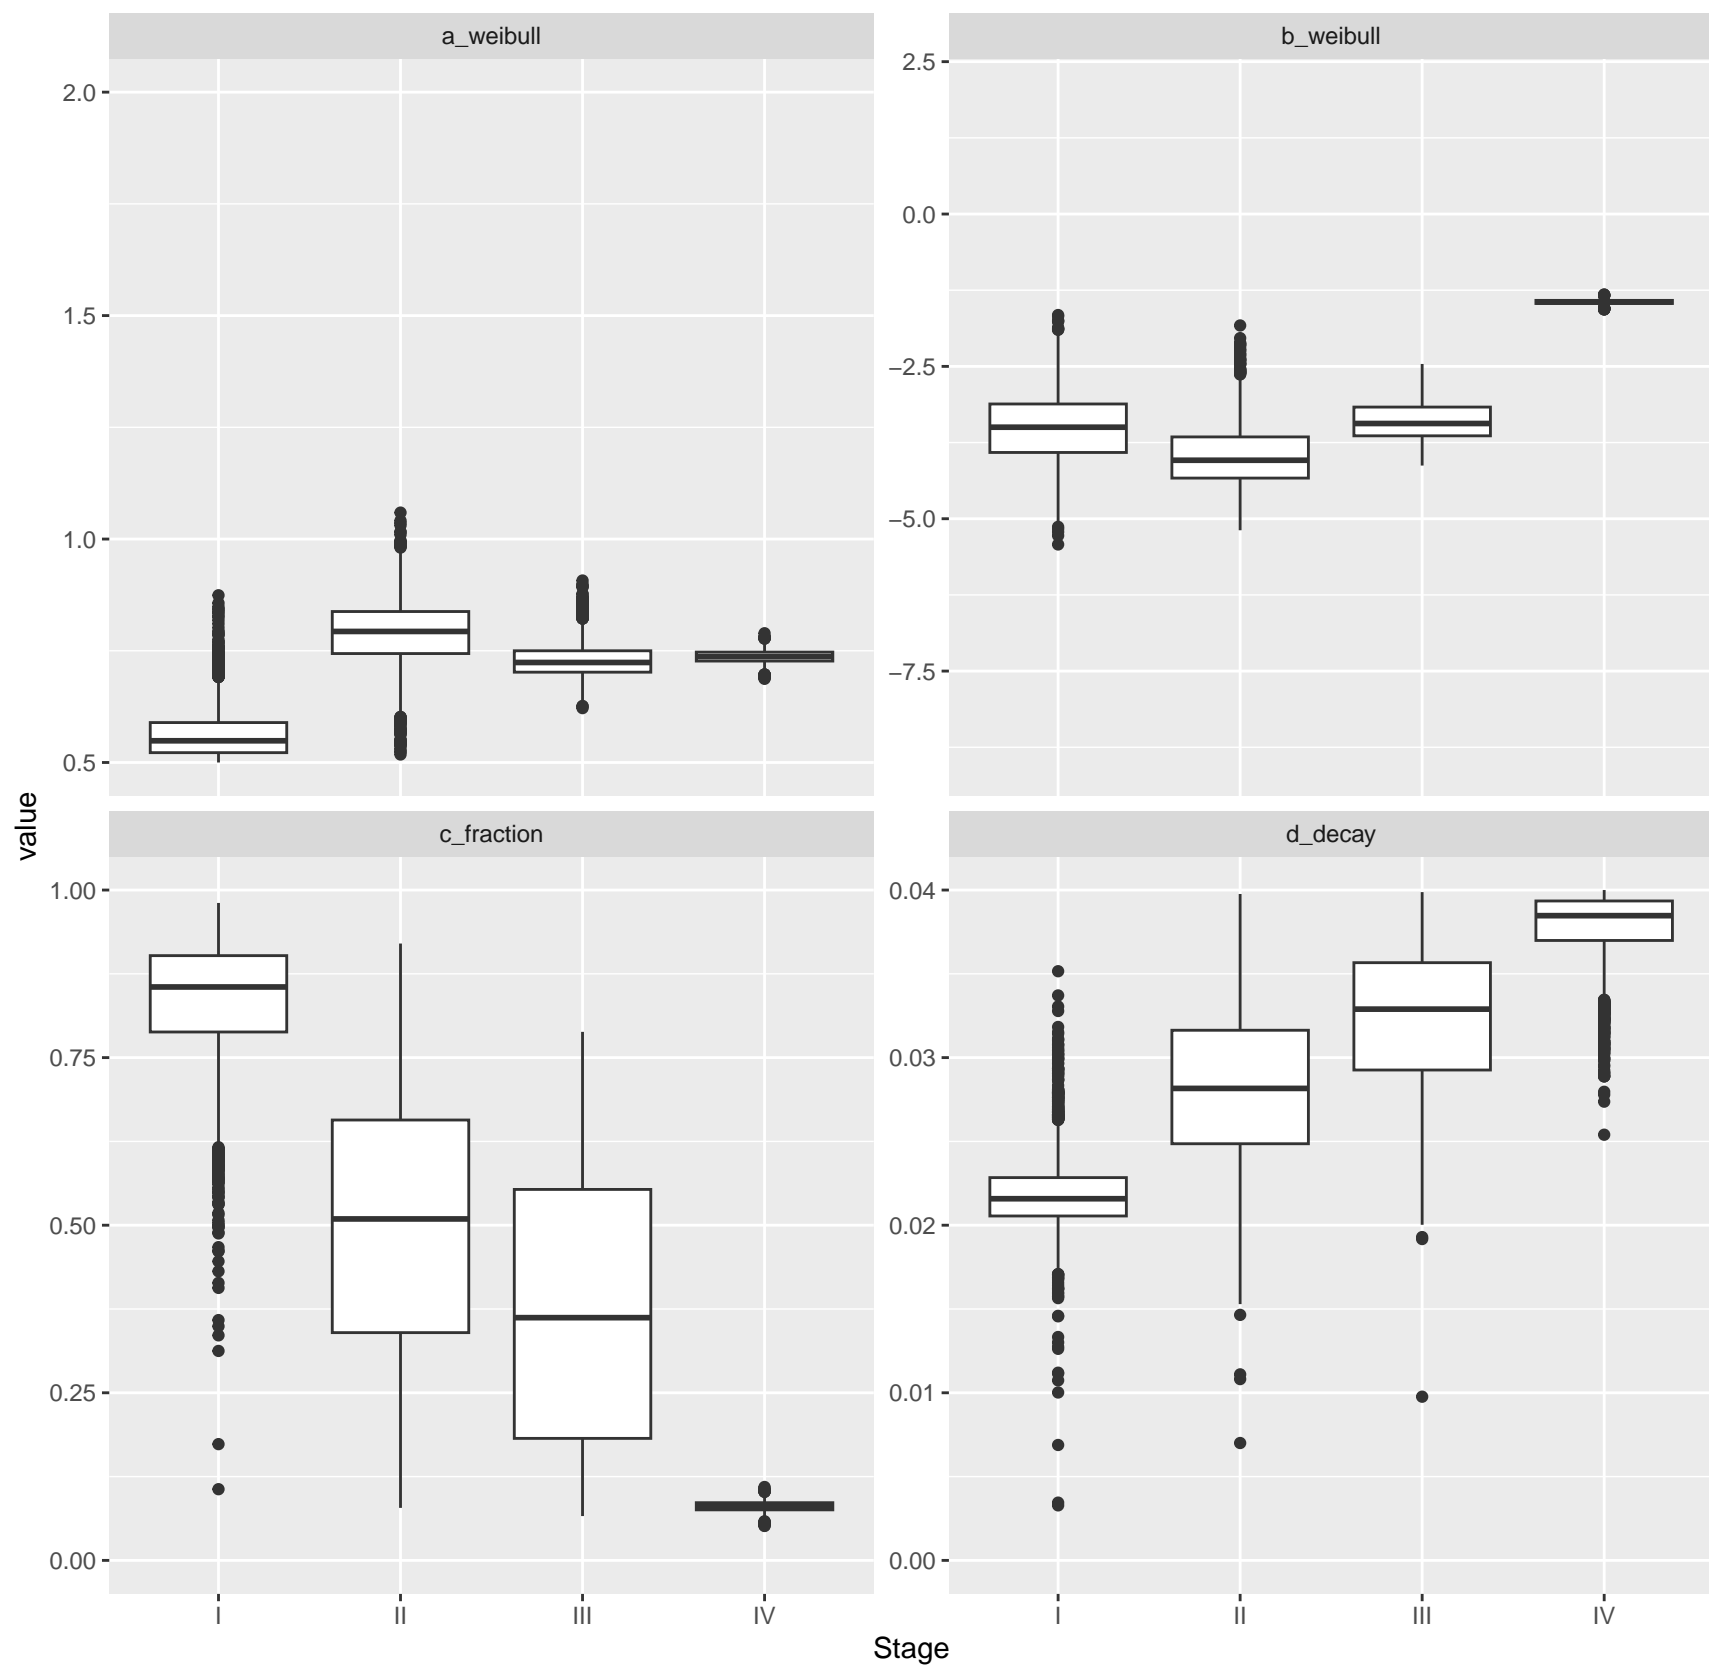 a_weibull
b_weibull
2.0
1.5
1.0
0.5
2.5
0.0
−2.5
−5.0
−7.5
value
c_fraction
d_decay
1.00
0.75
0.50
0.25
0.00
0.04
0.03
0.02
0.01
0.00
I II III IV
I II III IV
Stage